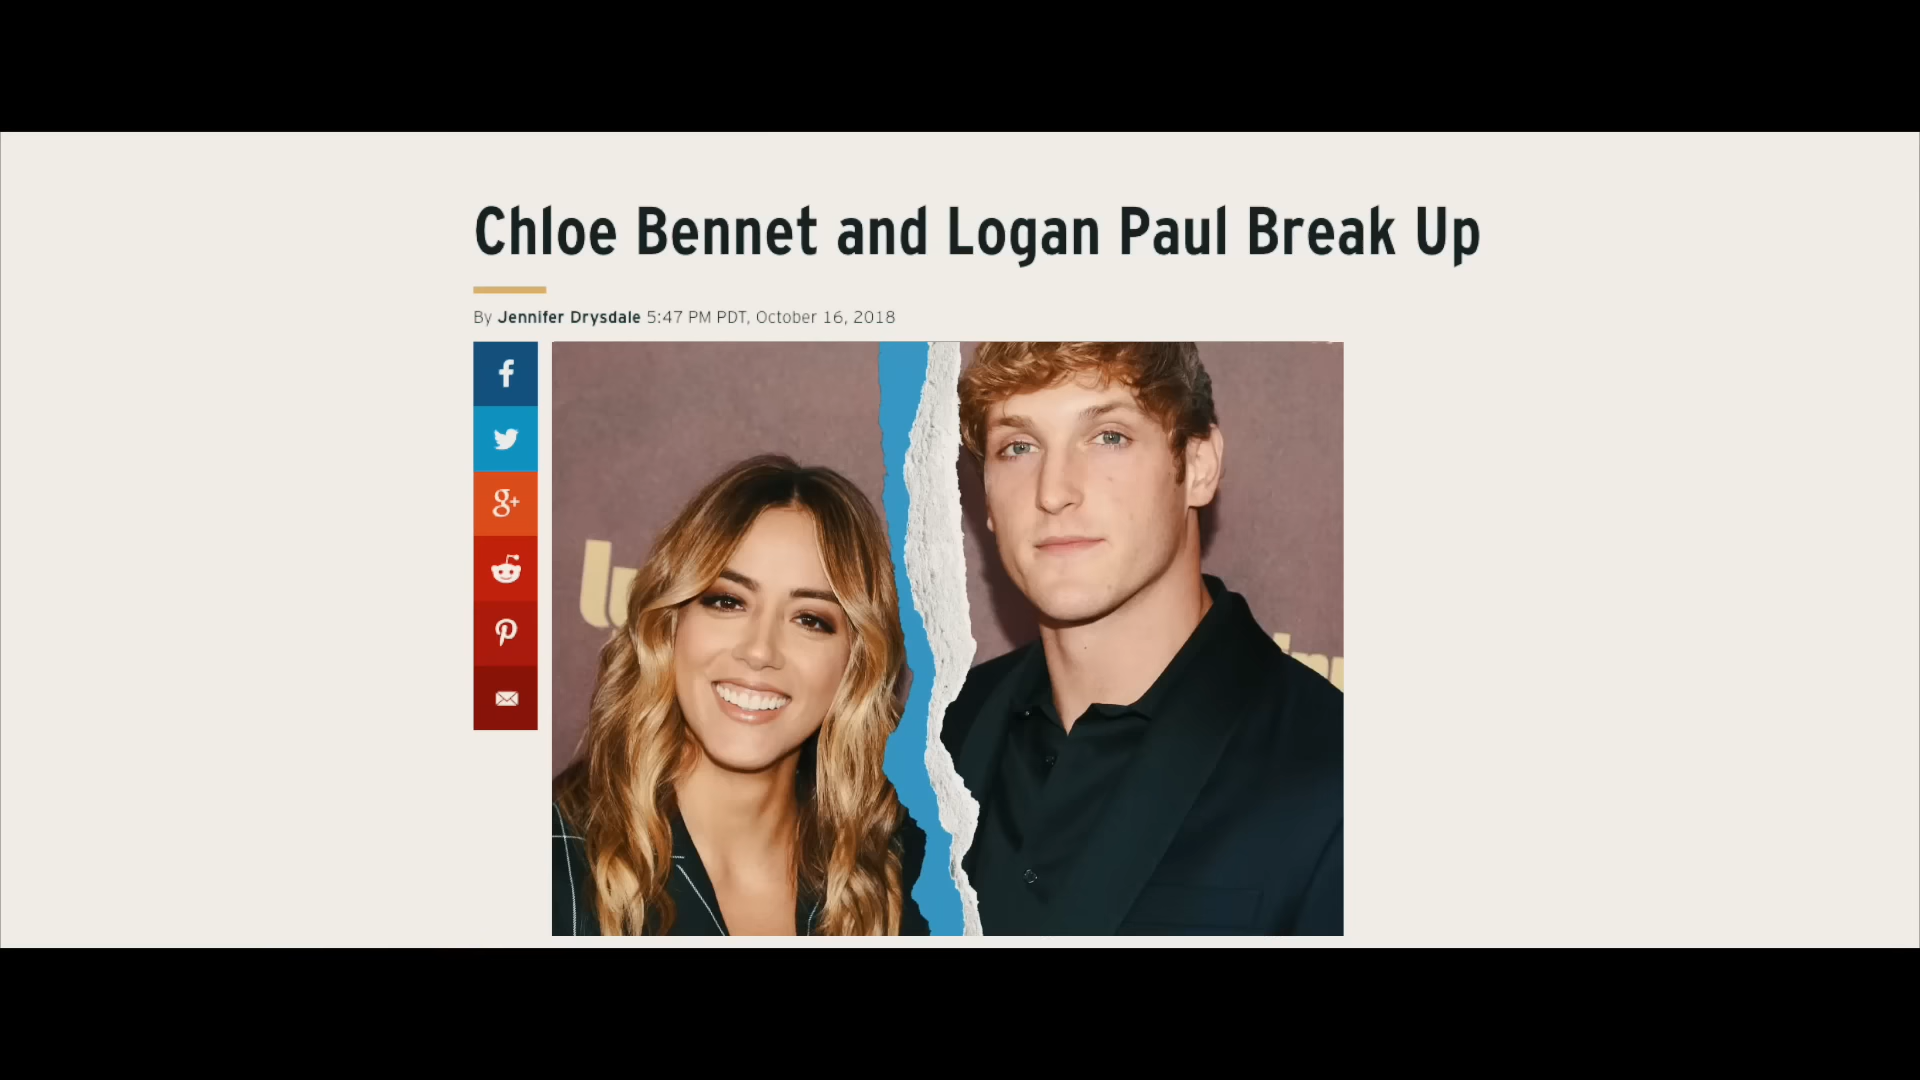 Chloe Bennet and Logan Paul Break Up
By Jennifer Drysdale 5:47 PM PDT, October 16, 2018
g+